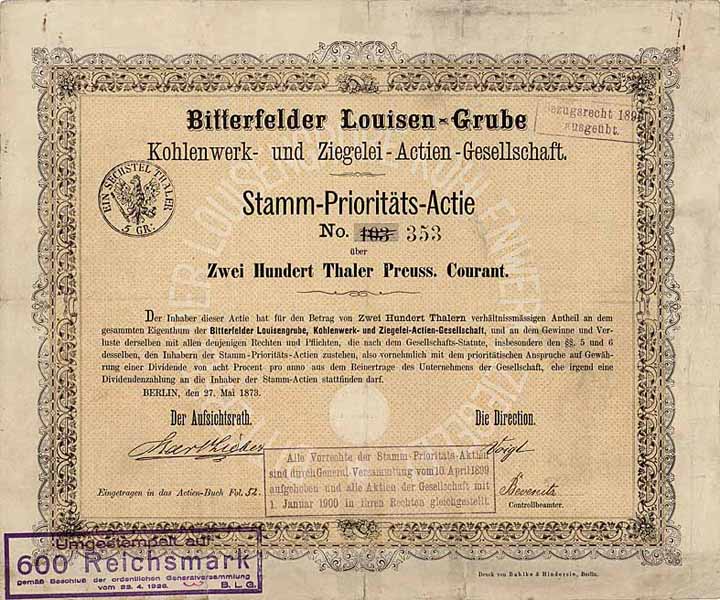 Bezugsrecht 189
ausgeübt.
Bitterfelder Louisen-Grube
Kohlenwerk- und Ziegelei-Actien-Gesellschaft.
EIN SECHSTEL THALER
5 GR.
Stamm-Prioritäts-Actie
No. 103 353
über
Zwei Hundert Thaler Preuss. Courant.
Der Inhaber dieser Actie hat für den Betrag von Zwei Hundert Thalern verhältnissmässigen Antheil an dem
gesammten Eigenthum der Bitterfelder Louisengrube, Kohlenwerk- und Ziegelei-Actien-Gesellschaft, und an dem Gewinne und Ver-
luste derselben mit allen denjenigen Rechten und Pflichten, die nach dem Gesellschafts-Statute, insbesondere den §§. 5 und 6
desselben, den Inhabern der Stamm-Prioritäts-Actien zustehen, also vornehmlich mit dem prioritätischen Anspruche auf Gewäh-
rung einer Dividende von acht Procent pro anno aus dem Reinertrage des Unternehmens der Gesellschaft, ehe irgend eine
Dividendenzahlung an die Inhaber der Stamm-Actien stattfinden darf.
BERLIN, den 27. Mai 1873.
Der Aufsichtsrath.
Die Direction.
Voigt
Alle Vorrechte der Stamm-Prioritäts-Aktien
sind durch General-Versammlung vom 10. April 1899
aufgehoben und alle Aktien der Gesellschaft mit
1. Januar 1900 in ihren Rechten gleichgestellt.
Eingetragen in das Actien-Buch Fol. 52.
Controllbeamter.
Umgestempelt auf
600 Reichsmark
gemäß Beschluß der ordentlichen Generalversammlung
vom 23. 4. 1926. B. L. G.
Druck von Bahlke & Hindersin, Berlin.